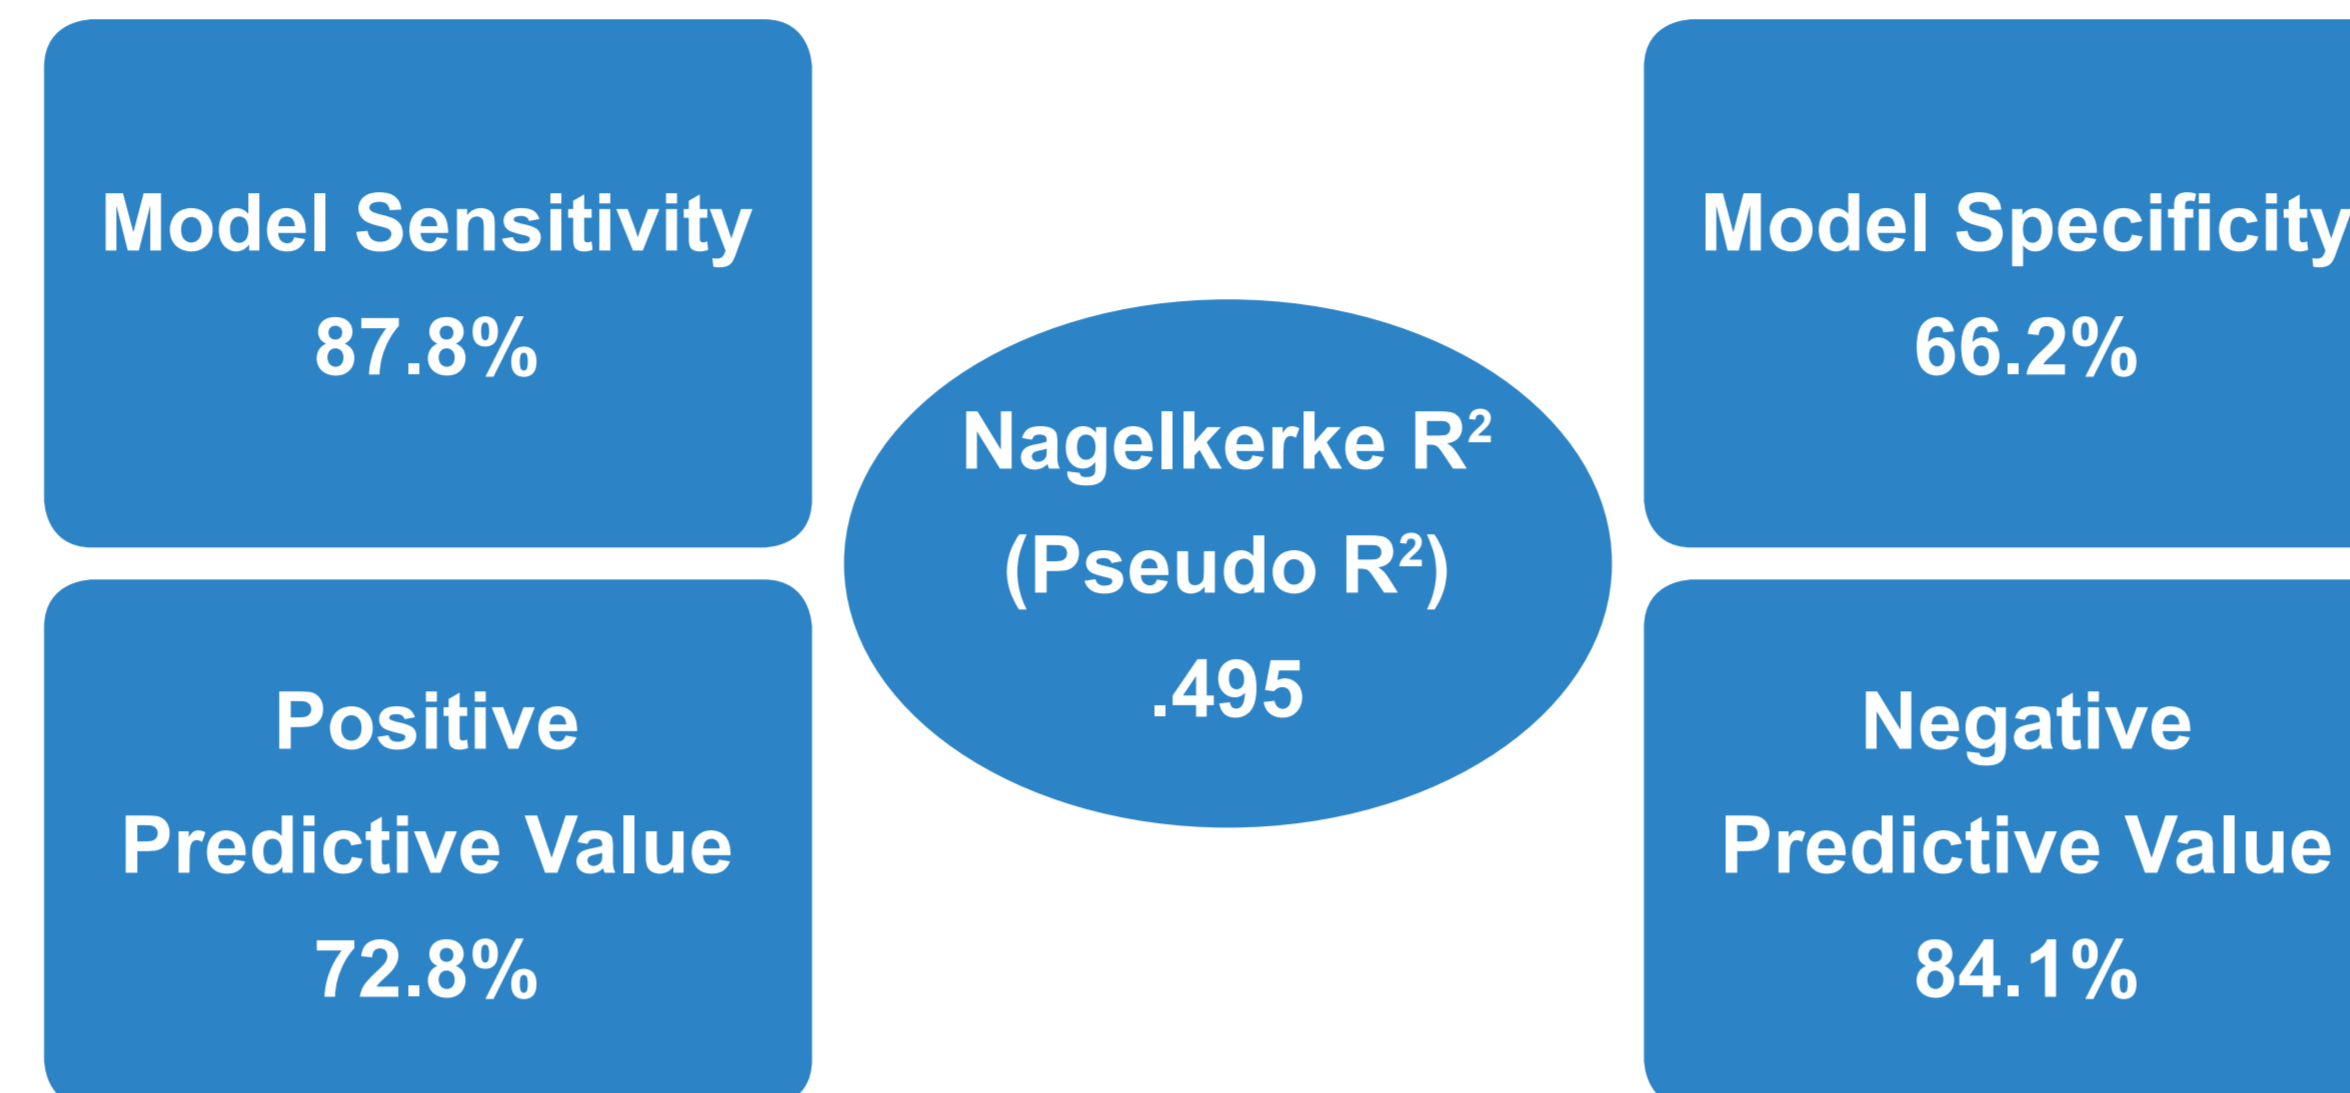 Model Sensitivity
87.8%
Model Specificity
66.2%
Nagelkerke R²
(Pseudo R²)
.495
Positive
Predictive Value
72.8%
Negative
Predictive Value
84.1%